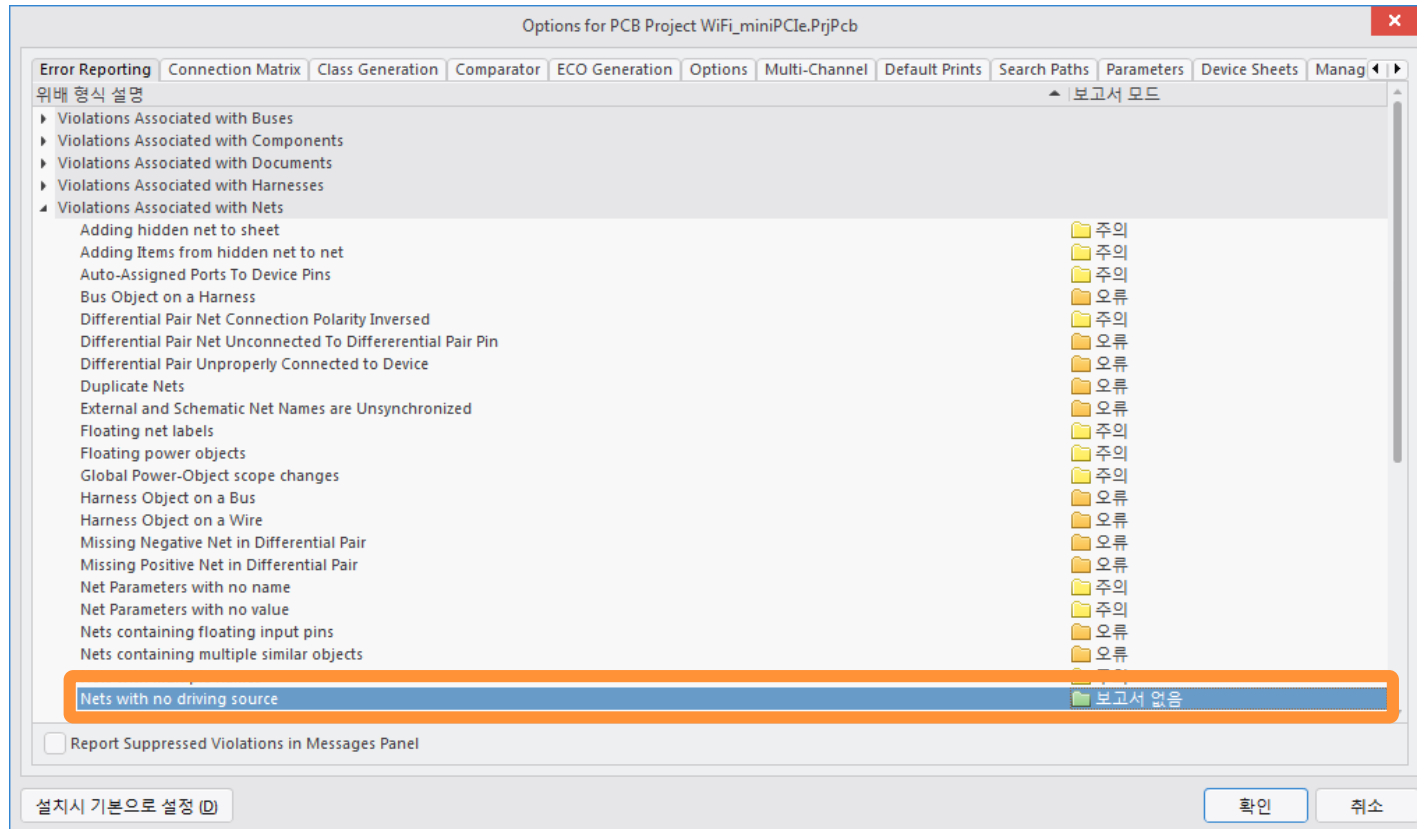 Options for PCB Project WiFi_miniPCIe.PrjPcb
Error Reporting Connection Matrix Class Generation Comparator ECO Generation Options Multi-Channel Default Prints Search Paths Parameters Device Sheets Manag
위배 형식 설명 보고서 모드
Violations Associated with Buses
Violations Associated with Components
Violations Associated with Documents
Violations Associated with Harnesses
Violations Associated with Nets
Adding hidden net to sheet 주의
Adding Items from hidden net to net 주의
Auto-Assigned Ports To Device Pins 주의
Bus Object on a Harness 오류
Differential Pair Net Connection Polarity Inversed 주의
Differential Pair Net Unconnected To Differerential Pair Pin 오류
Differential Pair Unproperly Connected to Device 오류
Duplicate Nets 오류
External and Schematic Net Names are Unsynchronized 오류
Floating net labels 주의
Floating power objects 주의
Global Power-Object scope changes 주의
Harness Object on a Bus 오류
Harness Object on a Wire 오류
Missing Negative Net in Differential Pair 오류
Missing Positive Net in Differential Pair 오류
Net Parameters with no name 주의
Net Parameters with no value 주의
Nets containing floating input pins 오류
Nets containing multiple similar objects 오류
Nets with no driving source 보고서 없음
Report Suppressed Violations in Messages Panel
설치시 기본으로 설정 (D) 확인 취소